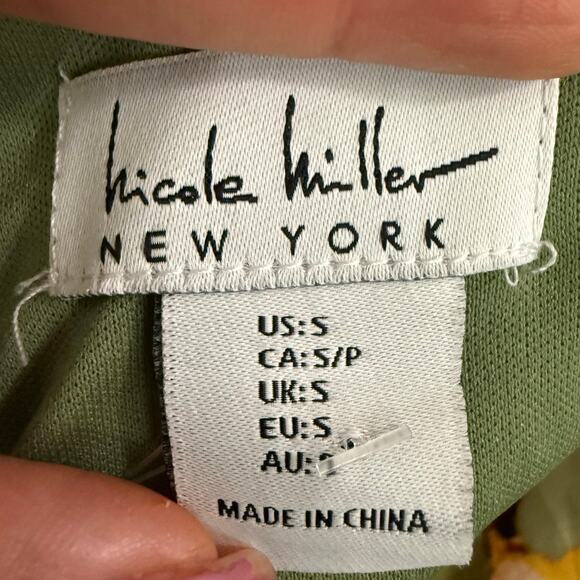 Nicole Miller
NEW YORK
US:S
CA:S/P
UK:S
EU:S
AU:
MADE IN CHINA